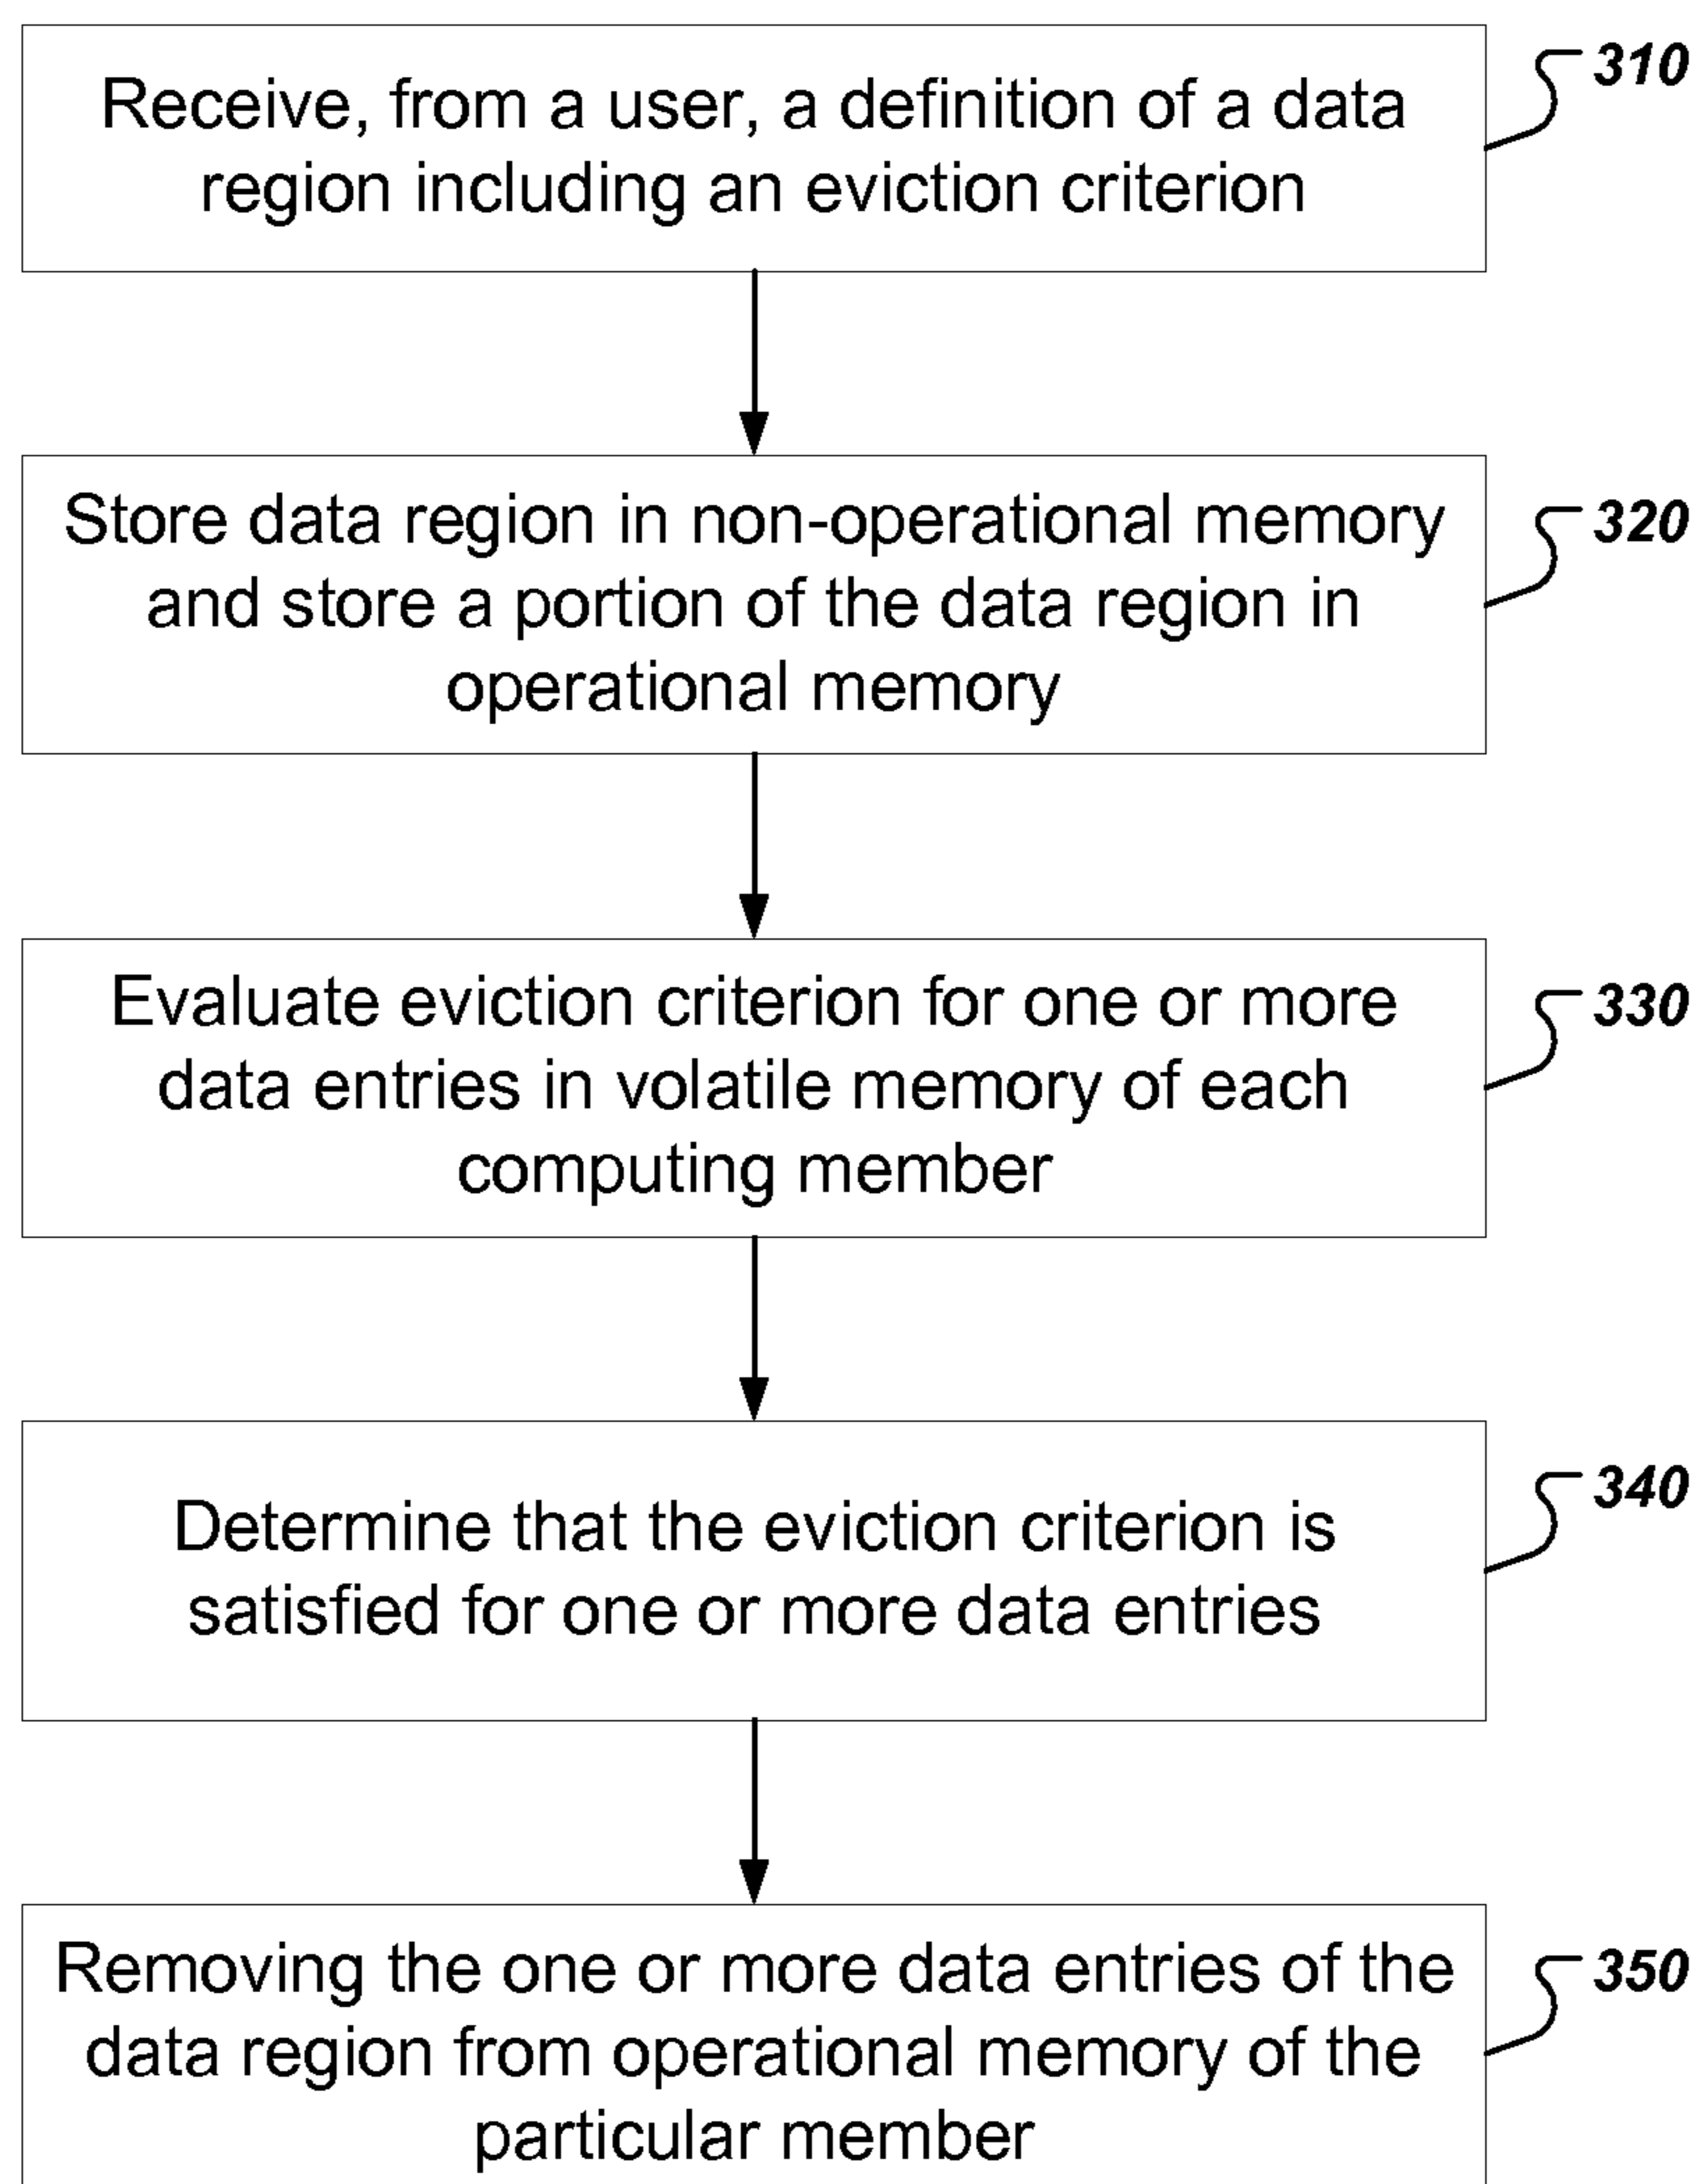 Receive, from a user, a definition of a data
region including an eviction criterion
310
Store data region in non-operational memory
and store a portion of the data region in
operational memory
320
Evaluate eviction criterion for one or more
data entries in volatile memory of each
computing member
330
Determine that the eviction criterion is
satisfied for one or more data entries
340
Removing the one or more data entries of the
data region from operational memory of the
particular member
350